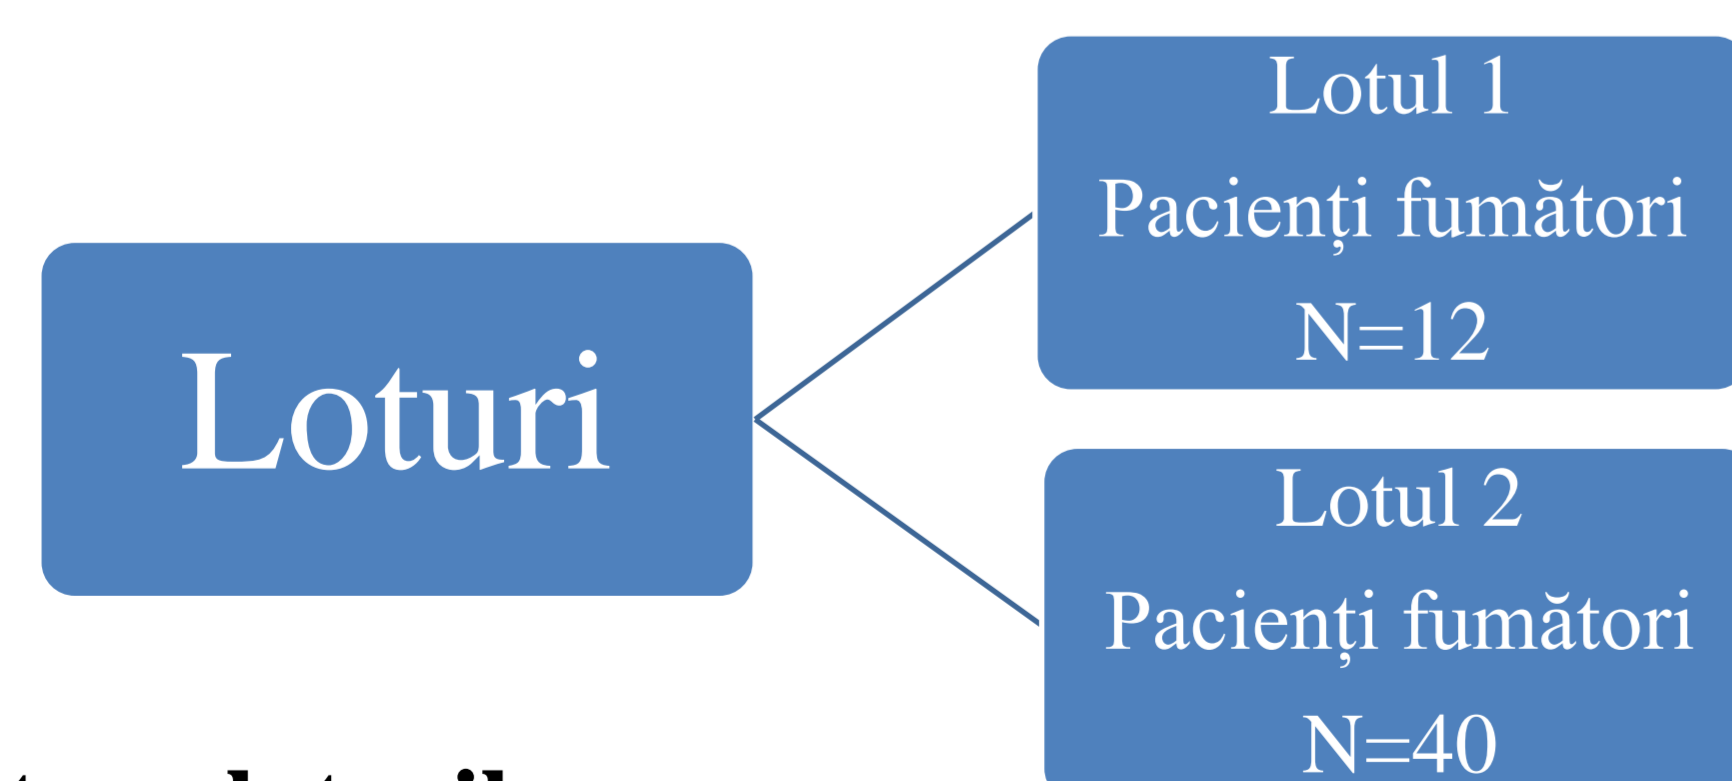 Loturi
Lotul 1
Pacienți fumători
N=12
Lotul 2
Pacienți fumători
N=40